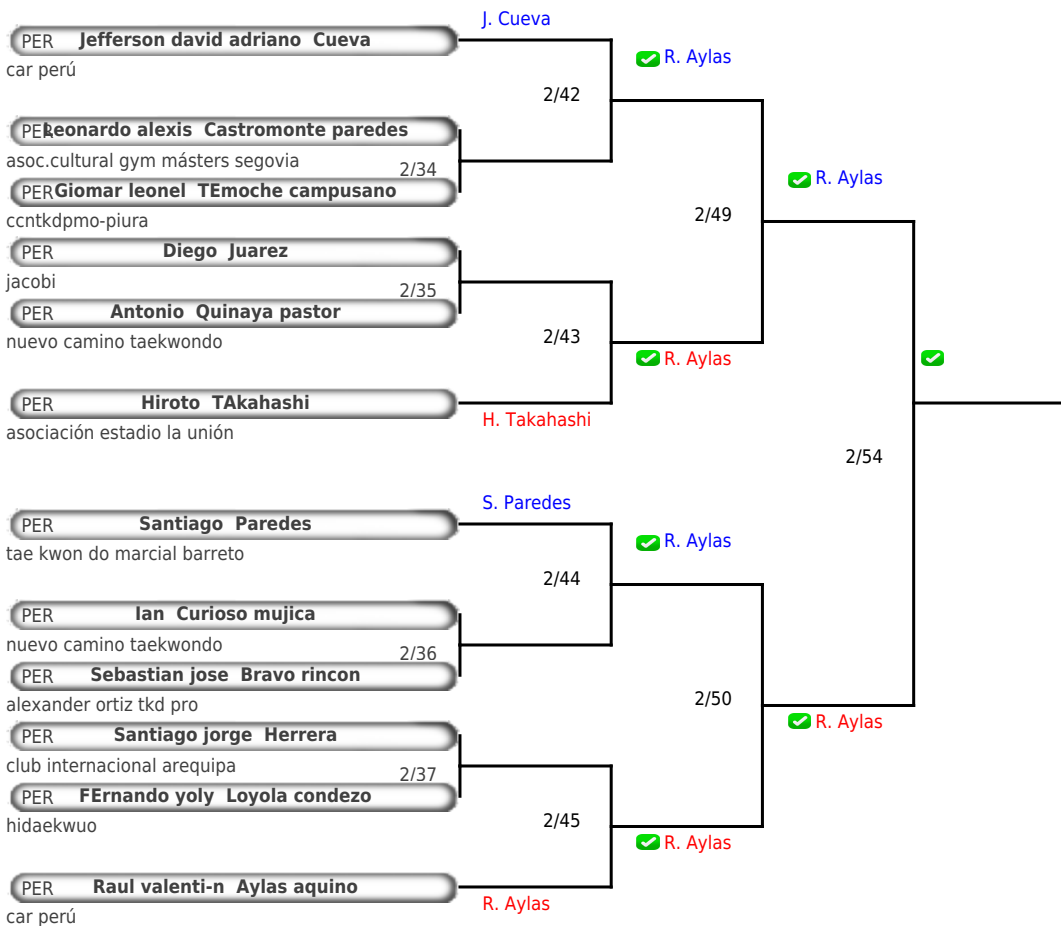 J. Cueva
PER Jefferson david adriano Cueva
car perú
R. Aylas
2/42
PER Leonardo alexis Castromonte paredes
asoc.cultural gym másters segovia
2/34
R. Aylas
PER Giomar leonel TEmoche campusano
ccntkdpmo-piura
2/49
PER Diego Juarez
jacobi
2/35
PER Antonio Quinaya pastor
nuevo camino taekwondo
2/43
R. Aylas
PER Hiroto TAkahashi
asociación estadio la unión
H. Takahashi
2/54
S. Paredes
PER Santiago Paredes
tae kwon do marcial barreto
R. Aylas
2/44
PER Ian Curioso mujica
nuevo camino taekwondo
2/36
PER Sebastian jose Bravo rincon
alexander ortiz tkd pro
2/50
R. Aylas
PER Santiago jorge Herrera
club internacional arequipa
2/37
PER FErnando yoly Loyola condezo
hidaekwuo
2/45
R. Aylas
PER Raul valenti-n Aylas aquino
car perú
R. Aylas